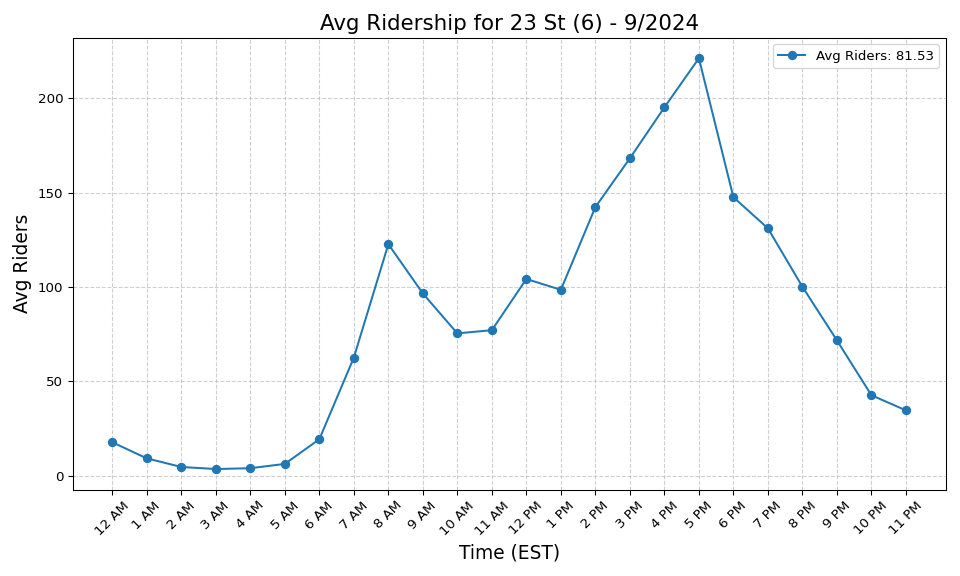 Avg Ridership for 23 St (6) - 9/2024
Avg Riders: 81.53
Avg Riders
200
150
100
50
0
12 AM
1 AM
2 AM
3 AM
4 AM
5 AM
6 AM
7 AM
8 AM
9 AM
10 AM
11 AM
12 PM
1 PM
2 PM
3 PM
4 PM
5 PM
6 PM
7 PM
8 PM
9 PM
10 PM
11 PM
Time (EST)